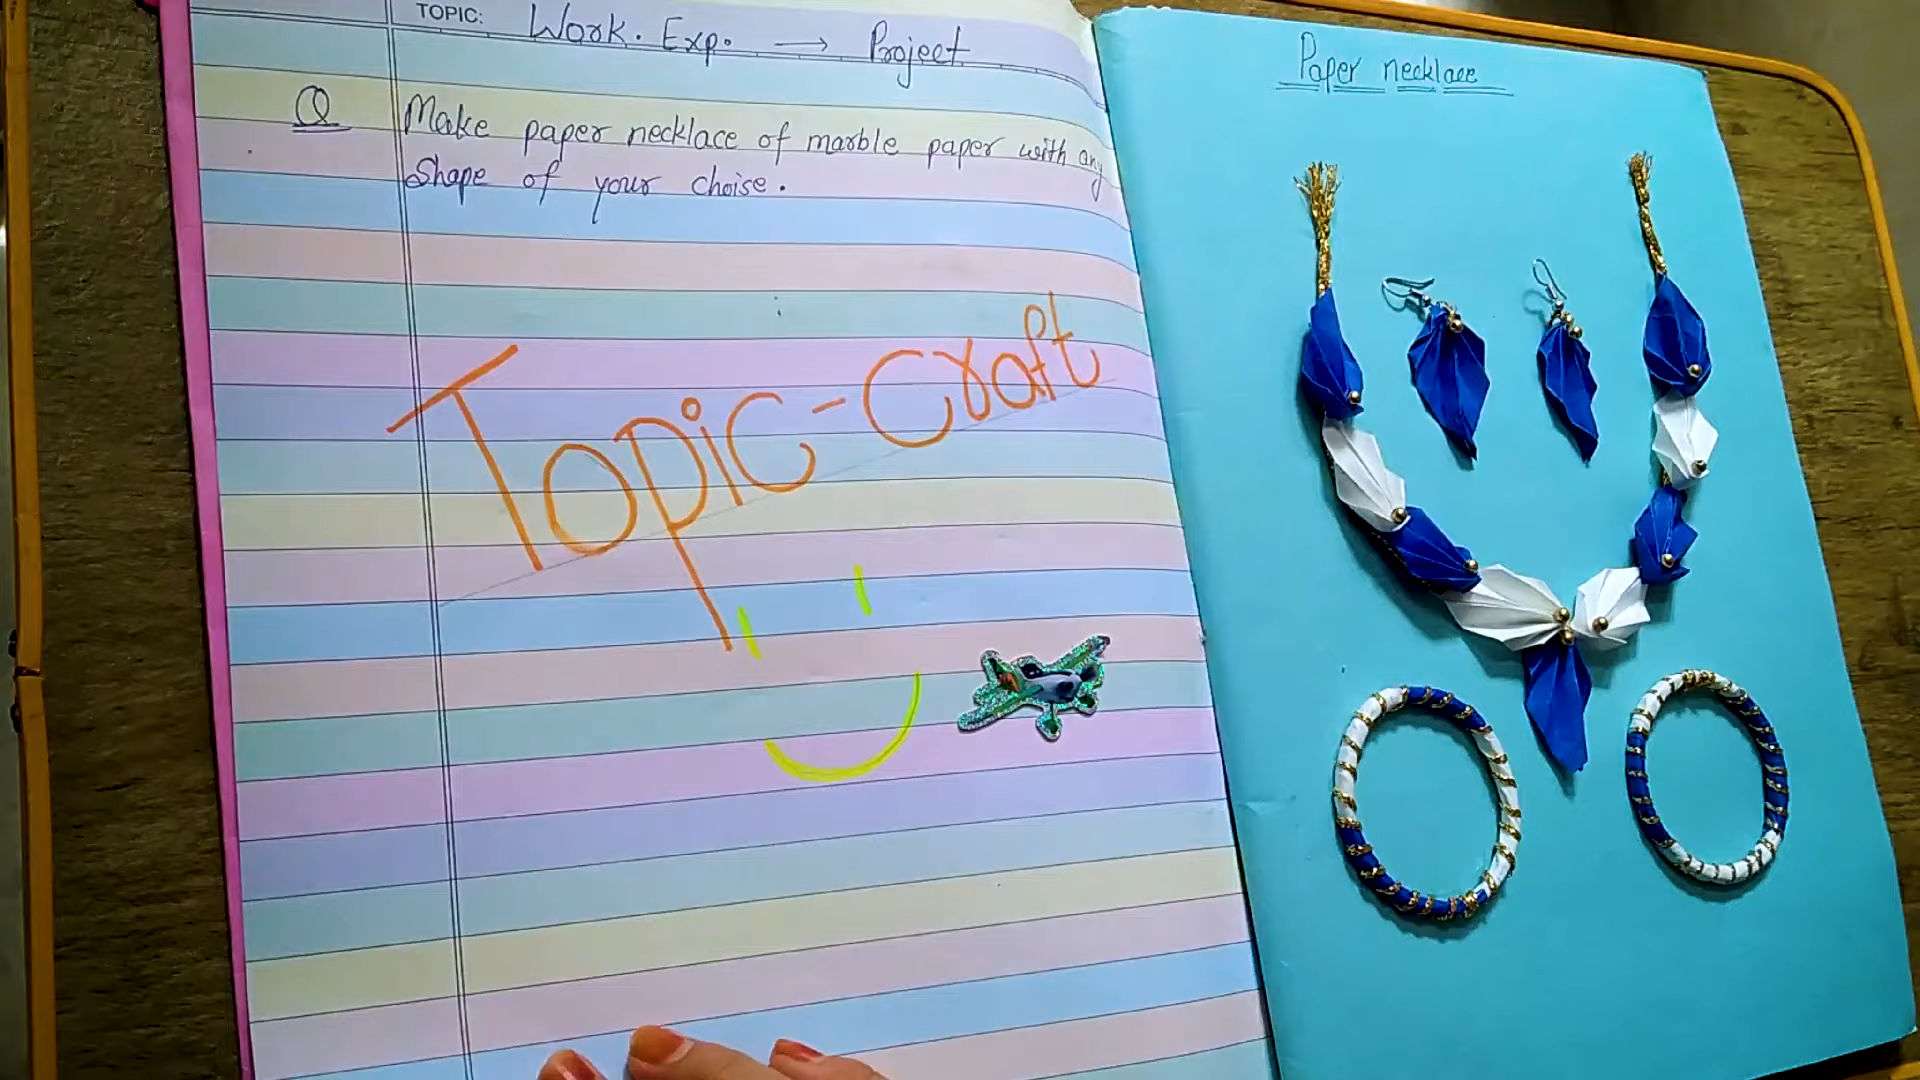 TOPIC: Work. Exp. → Project
Q Make paper necklace of marble paper with any
Shape of your choise.
Topic-Craft
Paper necklace